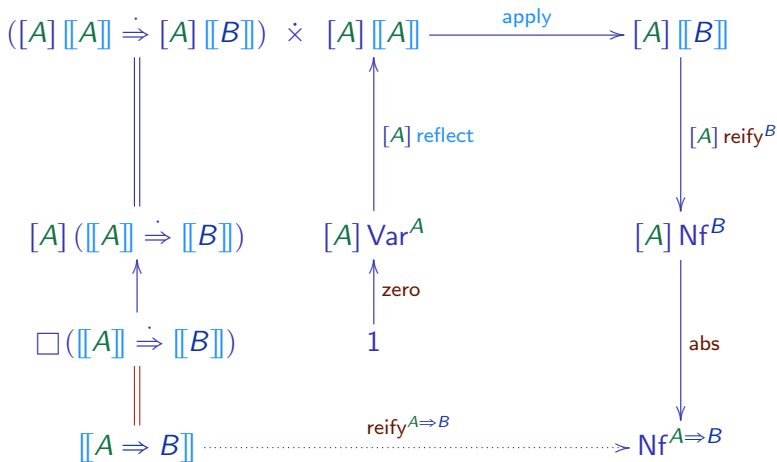 ([A] ⟦A⟧ ⇒̇ [A] ⟦B⟧) ×̇ [A] ⟦A⟧ apply [A] ⟦B⟧
[A] reflect [A] reify^B
[A] (⟦A⟧ ⇒̇ ⟦B⟧) [A] Var^A [A] Nf^B
zero
□ (⟦A⟧ ⇒̇ ⟦B⟧) 1 abs
⟦A ⇒ B⟧ reify^{A⇒B} Nf^{A⇒B}